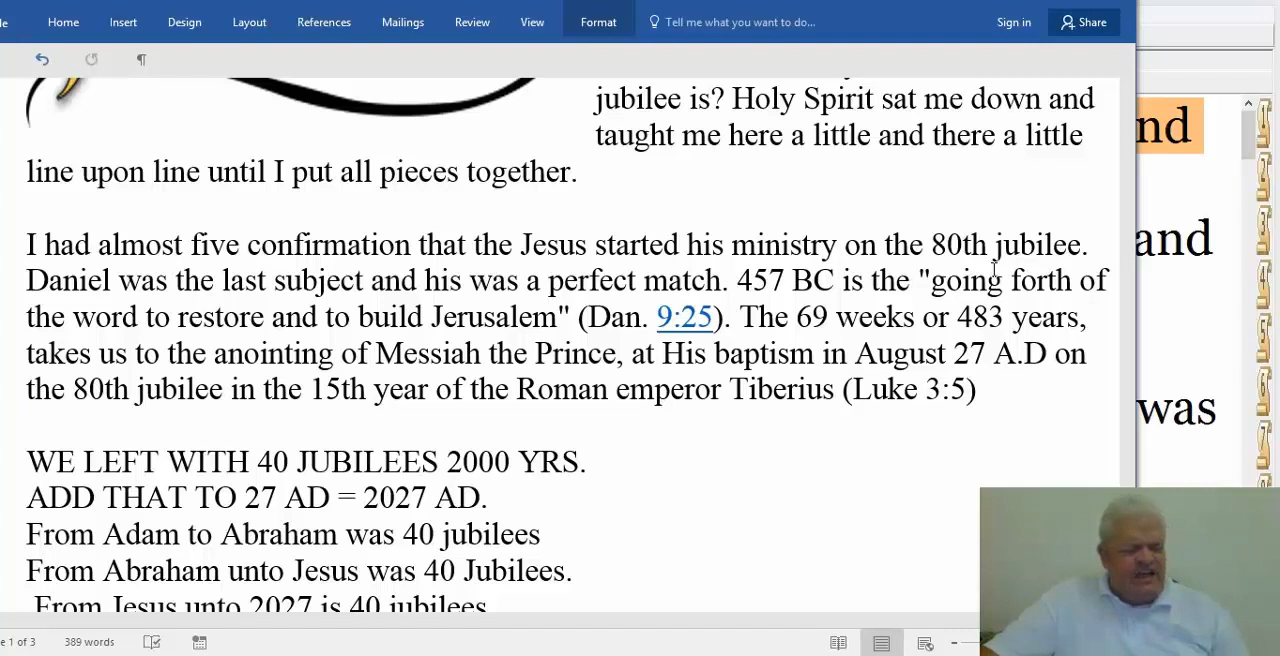 Home Insert Design Layout References Mailings Review View Format Tell me what you want to do... Sign in Share
jubilee is? Holy Spirit sat me down and
taught me here a little and there a little
line upon line until I put all pieces together.
I had almost five confirmation that the Jesus started his ministry on the 80th jubilee.
Daniel was the last subject and his was a perfect match. 457 BC is the "going forth of
the word to restore and to build Jerusalem" (Dan. 9:25). The 69 weeks or 483 years,
takes us to the anointing of Messiah the Prince, at His baptism in August 27 A.D on
the 80th jubilee in the 15th year of the Roman emperor Tiberius (Luke 3:5)
WE LEFT WITH 40 JUBILEES 2000 YRS.
ADD THAT TO 27 AD = 2027 AD.
From Adam to Abraham was 40 jubilees
From Abraham unto Jesus was 40 Jubilees.
From Jesus unto 2027 is 40 jubilees
nd
and
was
1 of 3 389 words